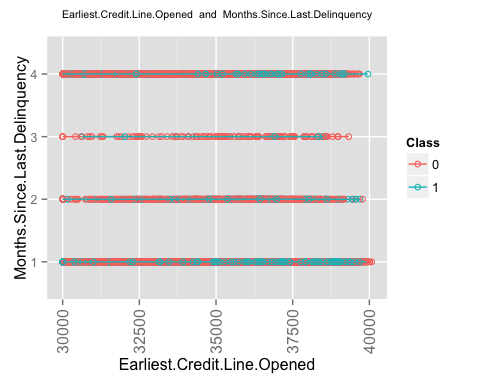 Earliest.Credit.Line.Opened and Months.Since.Last.Delinquency
Months.Since.Last.Delinquency
4
3
2
1
30000
32500
35000
37500
40000
Earliest.Credit.Line.Opened
Class
0
1